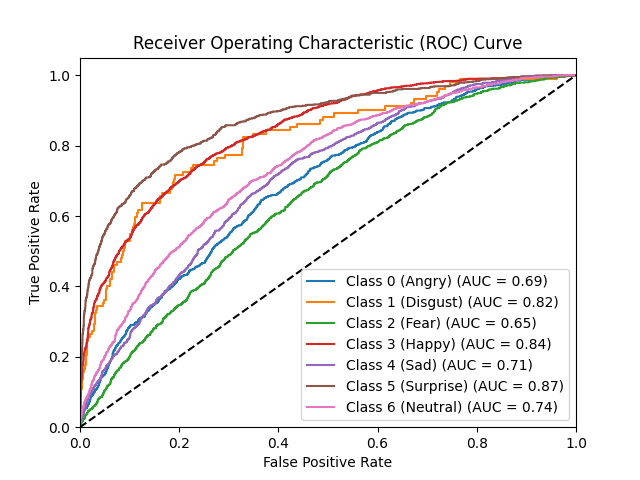 Receiver Operating Characteristic (ROC) Curve
True Positive Rate
1.0
0.8
0.6
0.4
0.2
0.0
Class 0 (Angry) (AUC = 0.69)
Class 1 (Disgust) (AUC = 0.82)
Class 2 (Fear) (AUC = 0.65)
Class 3 (Happy) (AUC = 0.84)
Class 4 (Sad) (AUC = 0.71)
Class 5 (Surprise) (AUC = 0.87)
Class 6 (Neutral) (AUC = 0.74)
0.0 0.2 0.4 0.6 0.8 1.0
False Positive Rate